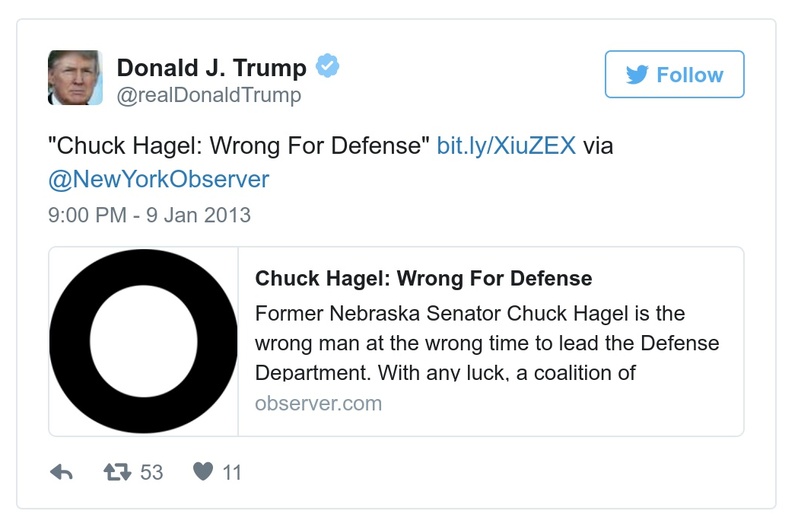 Donald J. Trump
@realDonaldTrump
Follow
"Chuck Hagel: Wrong For Defense" bit.ly/XiuZEX via
@NewYorkObserver
9:00 PM - 9 Jan 2013
Chuck Hagel: Wrong For Defense
Former Nebraska Senator Chuck Hagel is the
wrong man at the wrong time to lead the Defense
Department. With any luck, a coalition of
observer.com
53 11